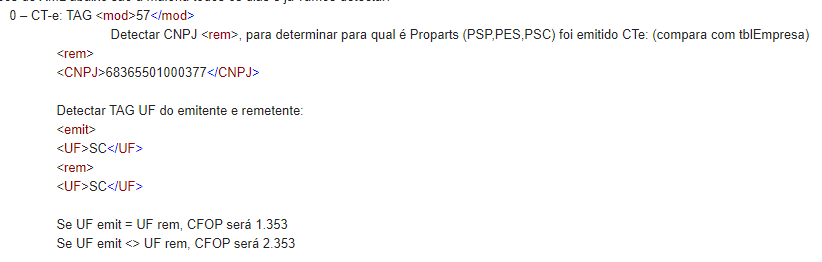 0 – CT-e: TAG <mod>57</mod>
Detectar CNPJ <rem>, para determinar para qual é Proparts (PSP,PES,PSC) foi emitido CTe: (compara com tblEmpresa)
<rem>
<CNPJ>68365501000377</CNPJ>
Detectar TAG UF do emitente e remetente:
<emit>
<UF>SC</UF>
<rem>
<UF>SC</UF>
Se UF emit = UF rem, CFOP será 1.353
Se UF emit <> UF rem, CFOP será 2.353